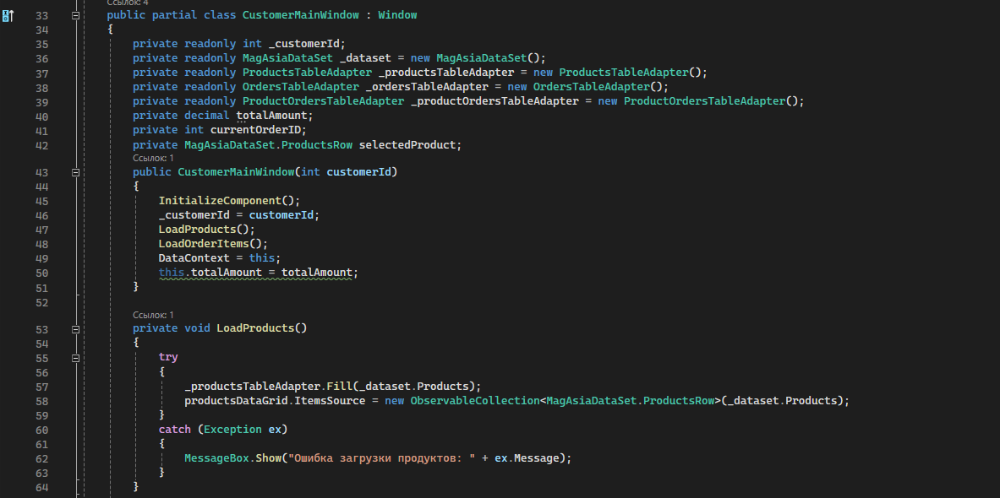 Ссылок: 4
33 public partial class CustomerMainWindow : Window
34 {
35 private readonly int _customerId;
36 private readonly MagAsiaDataSet _dataset = new MagAsiaDataSet();
37 private readonly ProductsTableAdapter _productsTableAdapter = new ProductsTableAdapter();
38 private readonly OrdersTableAdapter _ordersTableAdapter = new OrdersTableAdapter();
39 private readonly ProductOrdersTableAdapter _productOrdersTableAdapter = new ProductOrdersTableAdapter();
40 private decimal totalAmount;
41 private int currentOrderID;
42 private MagAsiaDataSet.ProductsRow selectedProduct;
Ссылок: 1
43 public CustomerMainWindow(int customerId)
44 {
45 InitializeComponent();
46 _customerId = customerId;
47 LoadProducts();
48 LoadOrderItems();
49 DataContext = this;
50 this.totalAmount = totalAmount;
51 }
52
Ссылок: 1
53 private void LoadProducts()
54 {
55 try
56 {
57 _productsTableAdapter.Fill(_dataset.Products);
58 productsDataGrid.ItemsSource = new ObservableCollection<MagAsiaDataSet.ProductsRow>(_dataset.Products);
59 }
60 catch (Exception ex)
61 {
62 MessageBox.Show("Ошибка загрузки продуктов: " + ex.Message);
63 }
64 }